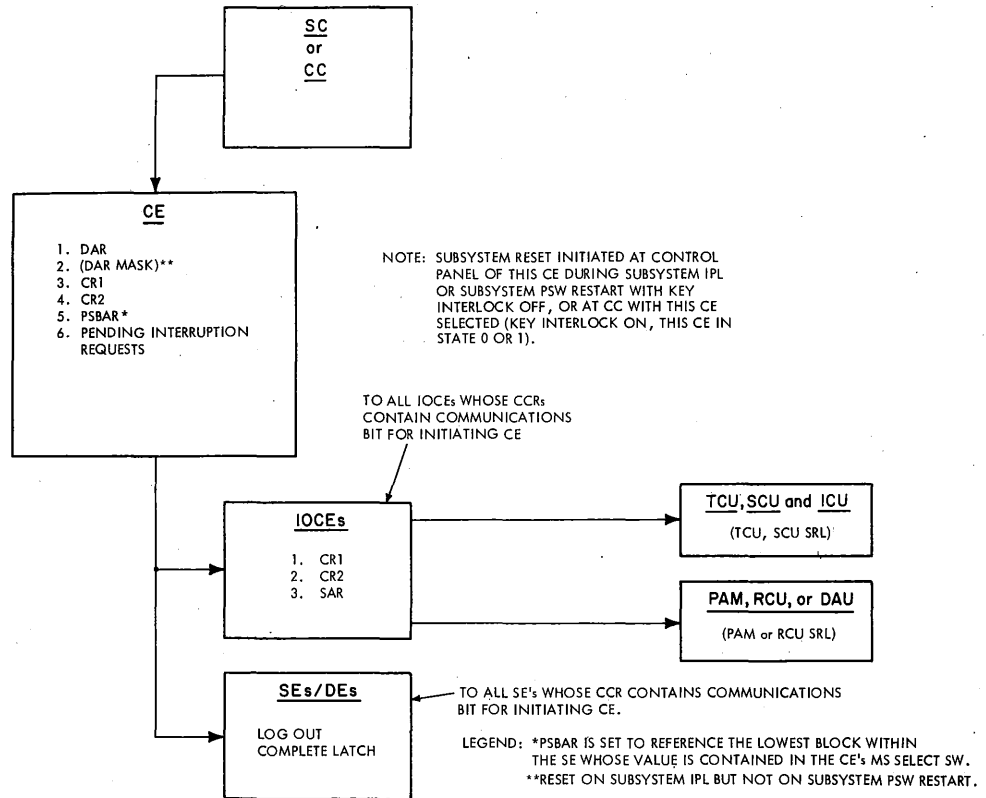 SC
or
CC
CE
1. DAR
2. (DAR MASK)**
3. CR1
4. CR2
5. PSBAR*
6. PENDING INTERRUPTION
REQUESTS
NOTE: SUBSYSTEM RESET INITIATED AT CONTROL
PANEL OF THIS CE DURING SUBSYSTEM IPL
OR SUBSYSTEM PSW RESTART WITH KEY
INTERLOCK OFF, OR AT CC WITH THIS CE
SELECTED (KEY INTERLOCK ON, THIS CE IN
STATE 0 OR 1).
TO ALL IOCEs WHOSE CCRs
CONTAIN COMMUNICATIONS
BIT FOR INITIATING CE
IOCEs
1. CR1
2. CR2
3. SAR
TCU, SCU and ICU
(TCU, SCU SRL)
PAM, RCU, or DAU
(PAM or RCU SRL)
SEs/DEs
LOG OUT
COMPLETE LATCH
TO ALL SE'S WHOSE CCR CONTAINS COMMUNICATIONS
BIT FOR INITIATING CE.
LEGEND: *PSBAR IS SET TO REFERENCE THE LOWEST BLOCK WITHIN
THE SE WHOSE VALUE IS CONTAINED IN THE CE'S MS SELECT SW.
**RESET ON SUBSYSTEM IPL BUT NOT ON SUBSYSTEM PSW RESTART.